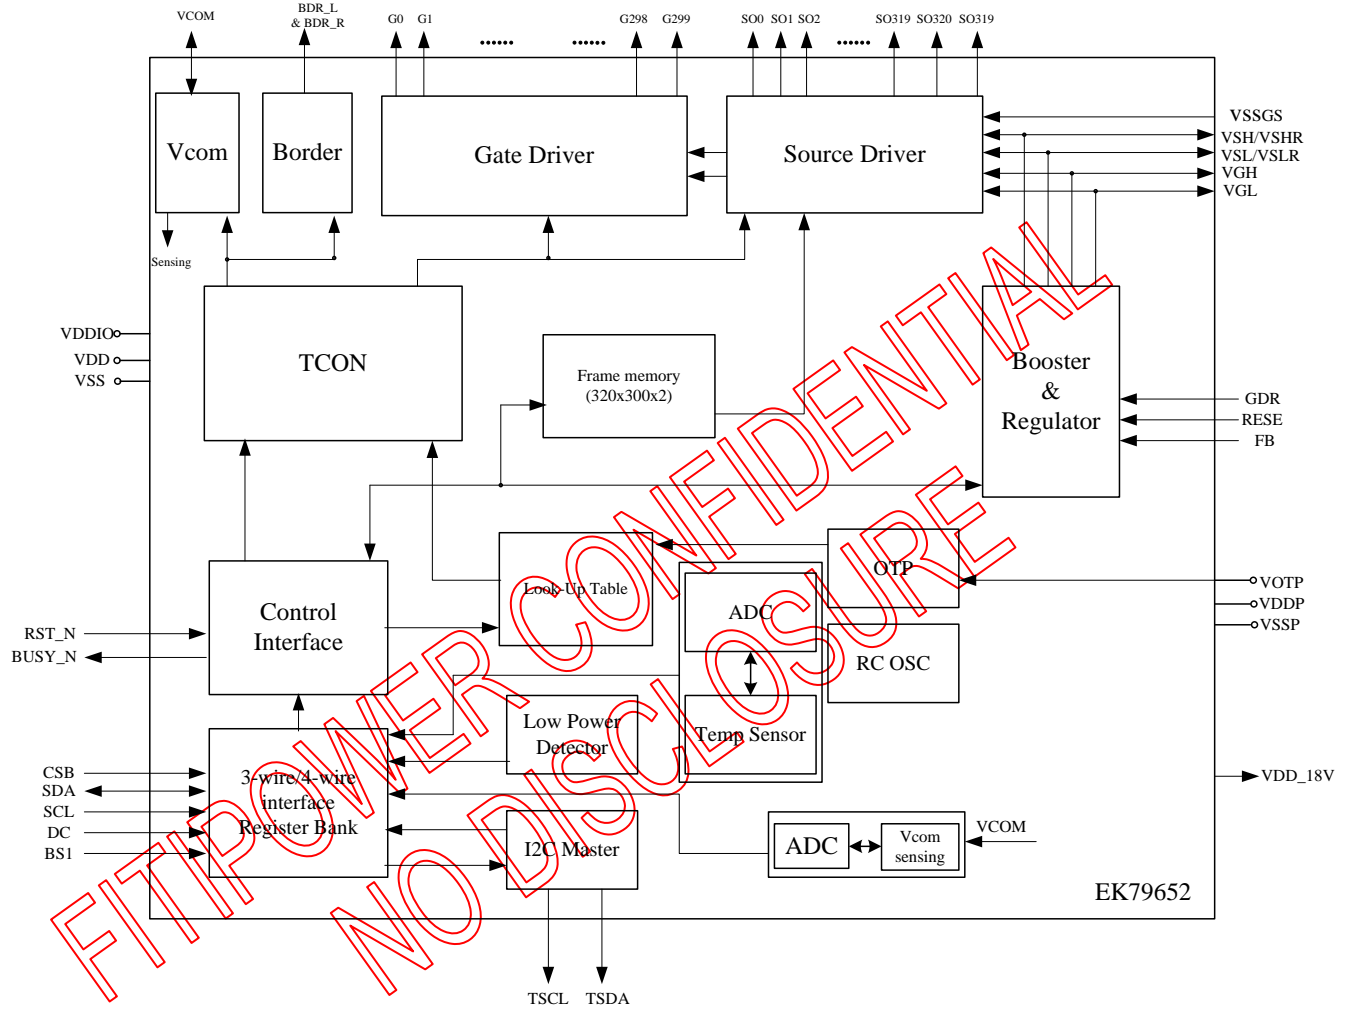 VCOM
BDR_L
& BDR_R
G0
G1
......
......
G298
G299
SO0
SO1
SO2
......
SO319
SO320
SO319
Vcom
Border
Gate Driver
Source Driver
VSSGS
VSH/VSHR
VSL/VSLR
VGH
VGL
Sensing
VDDIO
VDD
VSS
TCON
Frame memory
(320x300x2)
Booster
&
Regulator
GDR
RESE
FB
Control
Interface
Look-Up Table
ADC
OTP
RC OSC
VOTP
VDDP
VSSP
RST_N
BUSY_N
Low Power
Detector
Temp Sensor
CSB
SDA
SCL
DC
BS1
3-wire/4-wire
interface
Register Bank
I2C Master
VDD_18V
ADC
Vcom
sensing
VCOM
EK79652
TSCL
TSDA
FITIPOWER CONFIDENTIAL
NO DISCLOSURE